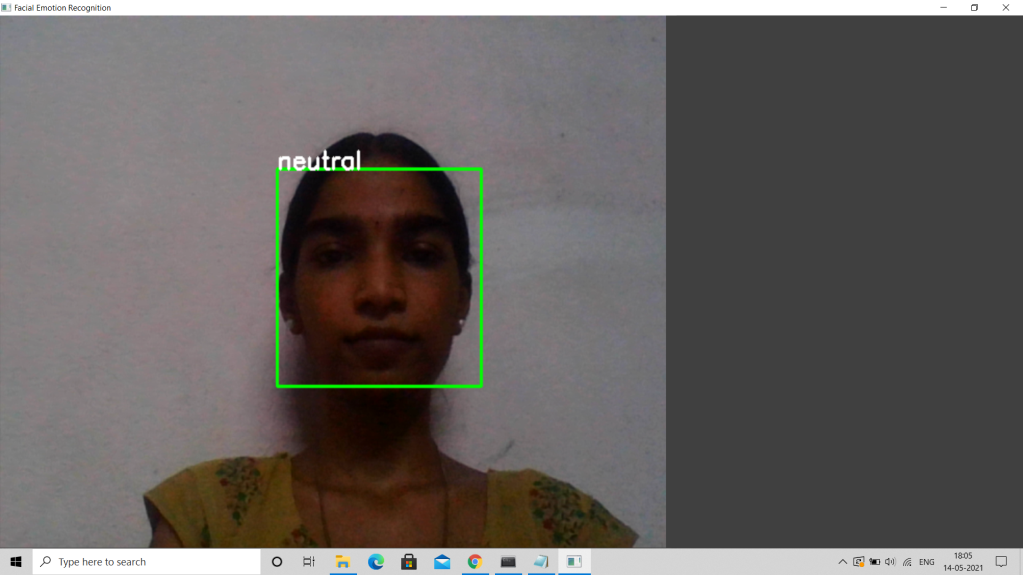 Facial Emotion Recognition
neutral
Type here to search
ENG
18:05
14-05-2021